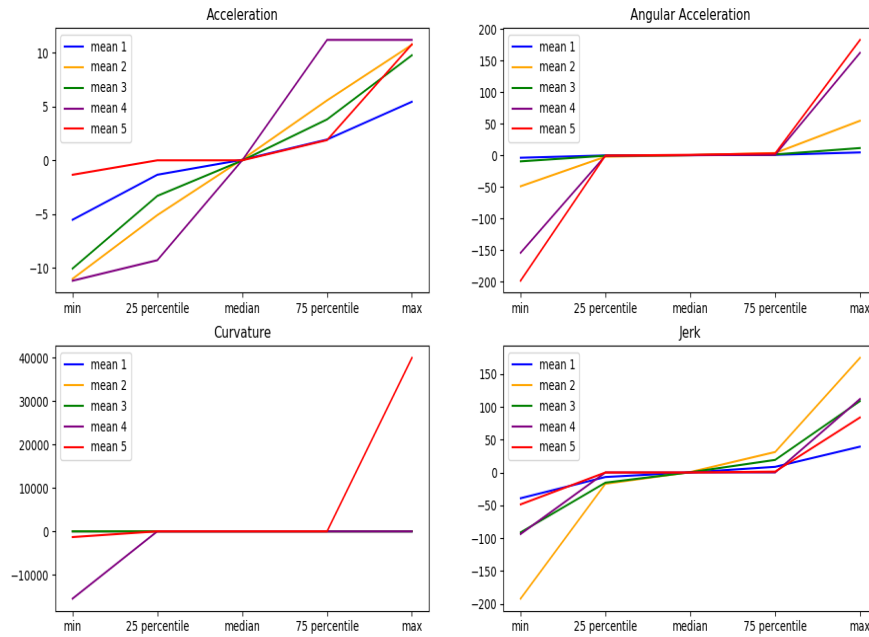 Acceleration
10
5
0
−5
−10
mean 1
mean 2
mean 3
mean 4
mean 5
min 25 percentile median 75 percentile max
Angular Acceleration
200
150
100
50
0
−50
−100
−150
−200
mean 1
mean 2
mean 3
mean 4
mean 5
min 25 percentile median 75 percentile max
Curvature
40000
30000
20000
10000
0
−10000
mean 1
mean 2
mean 3
mean 4
mean 5
min 25 percentile median 75 percentile max
Jerk
150
100
50
0
−50
−100
−150
−200
mean 1
mean 2
mean 3
mean 4
mean 5
min 25 percentile median 75 percentile max